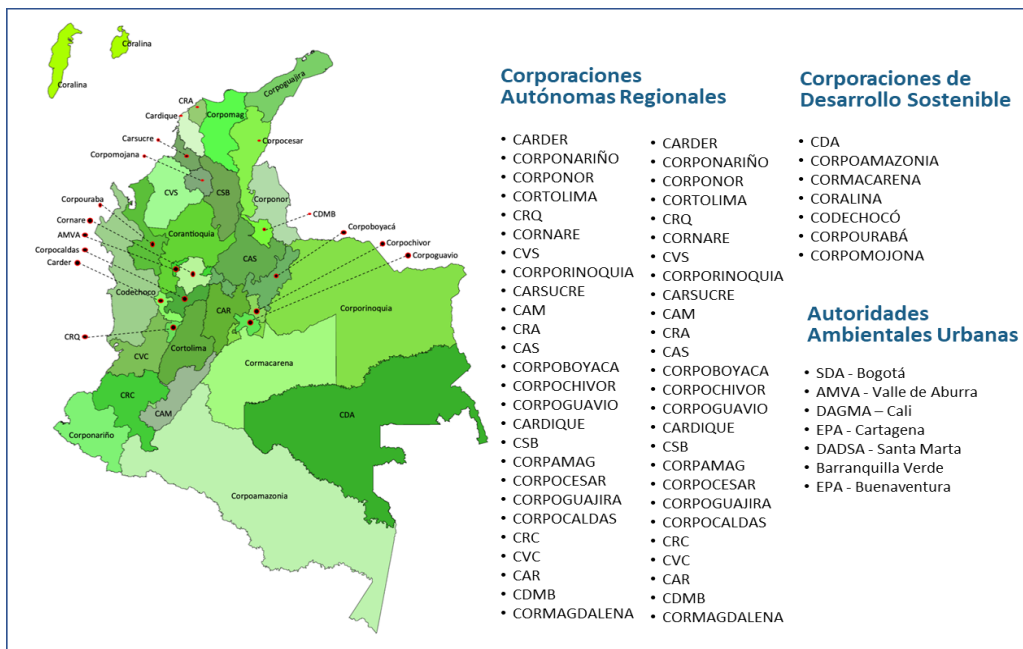 Coralina
Coralina
Corpoguajira
CRA
Corpomag
Cardique
Carsucre
Corpocesar
Corpomojana
CVS
CSB
Corpouraba
Corponor
Cornare
CDMB
AMVA
Corantioquia
Corpoboyacá
Corpocaldas
Corpochivor
Carder
CAS
Corpoguavio
Codechoco
CAR
Corporinoquia
CRQ
Cortolima
CVC
Cormacarena
CRC
CAM
CDA
Corponariño
Corpoamazonia
Corporaciones
Autónomas Regionales
• CARDER
• CORPONARIÑO
• CORPONOR
• CORTOLIMA
• CRQ
• CORNARE
• CVS
• CORPORINOQUIA
• CARSUCRE
• CAM
• CRA
• CAS
• CORPOBOYACA
• CORPOCHIVOR
• CORPOGUAVIO
• CARDIQUE
• CSB
• CORPAMAG
• CORPOCESAR
• CORPOGUAJIRA
• CORPOCALDAS
• CRC
• CVC
• CAR
• CDMB
• CORMAGDALENA
• CARDER
• CORPONARIÑO
• CORPONOR
• CORTOLIMA
• CRQ
• CORNARE
• CVS
• CORPORINOQUIA
• CARSUCRE
• CAM
• CRA
• CAS
• CORPOBOYACA
• CORPOCHIVOR
• CORPOGUAVIO
• CARDIQUE
• CSB
• CORPAMAG
• CORPOCESAR
• CORPOGUAJIRA
• CORPOCALDAS
• CRC
• CVC
• CAR
• CDMB
• CORMAGDALENA
Corporaciones de
Desarrollo Sostenible
• CDA
• CORPOAMAZONIA
• CORMACARENA
• CORALINA
• CODECHOCÓ
• CORPOURABÁ
• CORPOMOJONA
Autoridades
Ambientales Urbanas
• SDA - Bogotá
• AMVA - Valle de Aburra
• DAGMA – Cali
• EPA - Cartagena
• DADSA - Santa Marta
• Barranquilla Verde
• EPA - Buenaventura